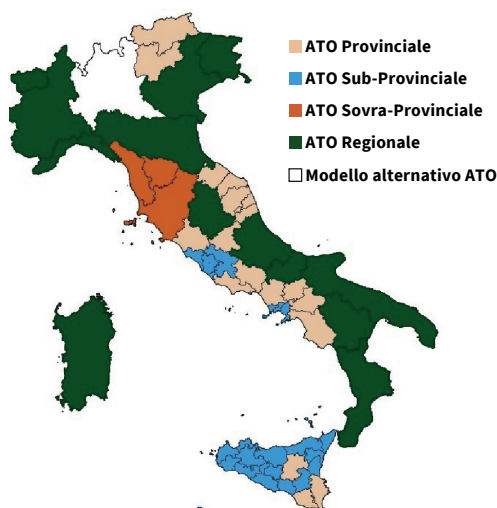 ATO Provinciale
ATO Sub-Provinciale
ATO Sovra-Provinciale
ATO Regionale
Modello alternativo ATO